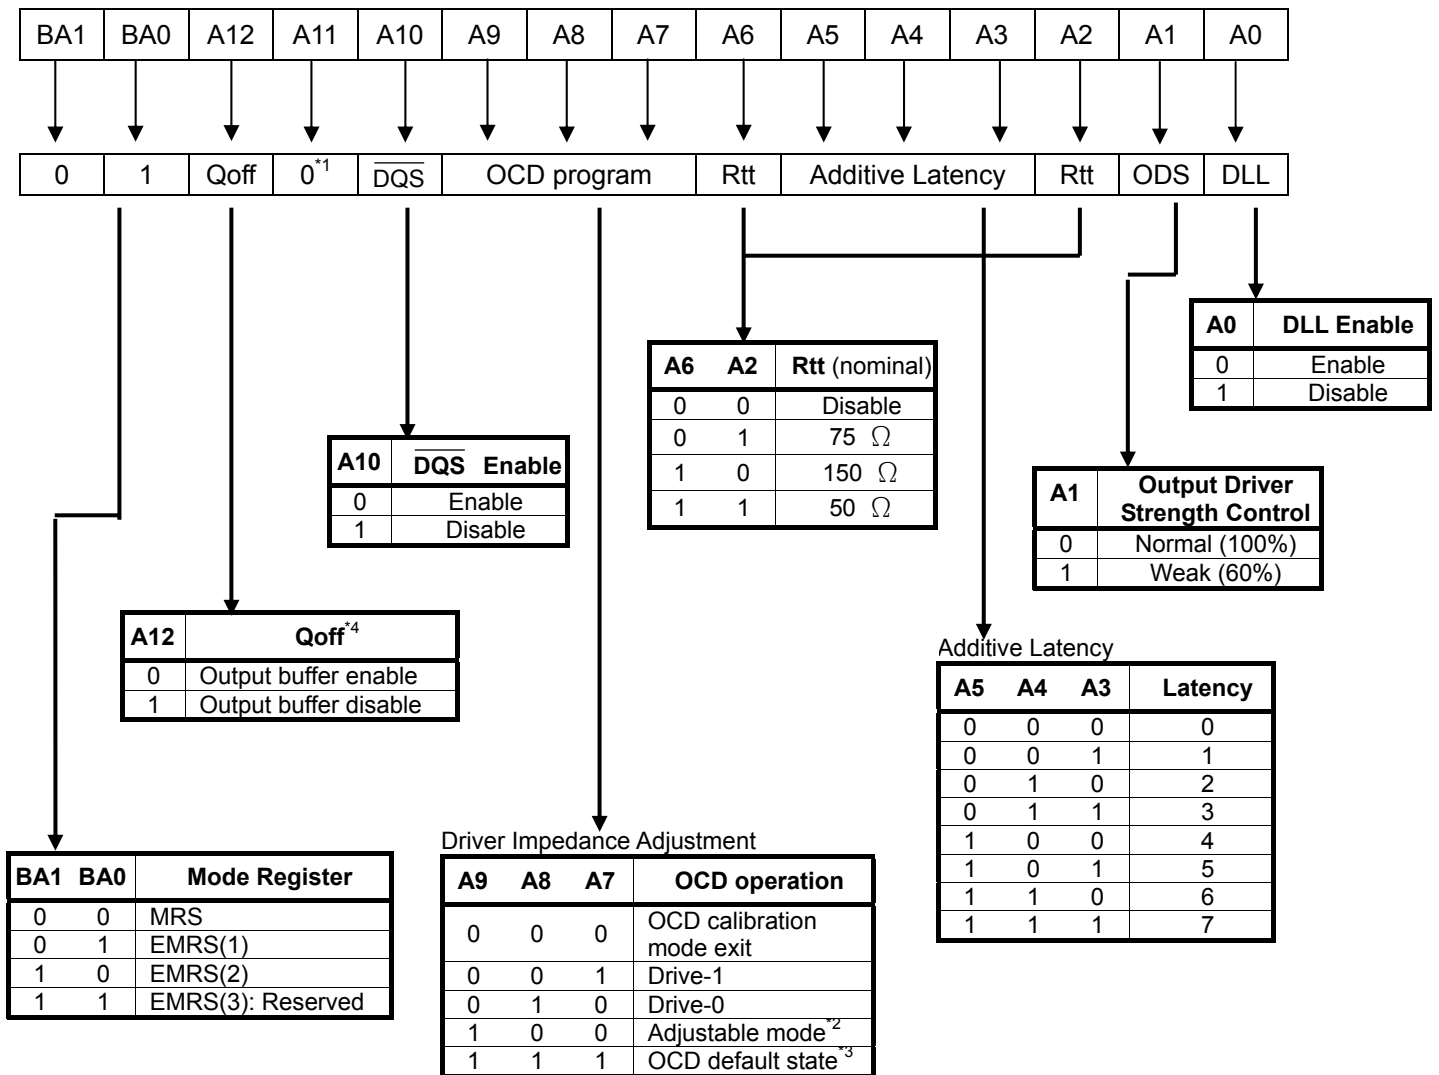 BA1 BA0 A12 A11 A10 A9 A8 A7 A6 A5 A4 A3 A2 A1 A0
0 1 Qoff 0*1 DQS OCD program Rtt Additive Latency Rtt ODS DLL
A0 DLL Enable
0 Enable
1 Disable
A6 A2 Rtt (nominal)
0 0 Disable
0 1 75 Ω
1 0 150 Ω
1 1 50 Ω
A10 DQS Enable
0 Enable
1 Disable
A1 Output Driver
Strength Control
0 Normal (100%)
1 Weak (60%)
A12 Qoff*4
0 Output buffer enable
1 Output buffer disable
Additive Latency
A5 A4 A3 Latency
0 0 0 0
0 0 1 1
0 1 0 2
0 1 1 3
1 0 0 4
1 0 1 5
1 1 0 6
1 1 1 7
BA1 BA0 Mode Register
0 0 MRS
0 1 EMRS(1)
1 0 EMRS(2)
1 1 EMRS(3): Reserved
Driver Impedance Adjustment
A9 A8 A7 OCD operation
0 0 0 OCD calibration
mode exit
0 0 1 Drive-1
0 1 0 Drive-0
1 0 0 Adjustable mode*2
1 1 1 OCD default state*3